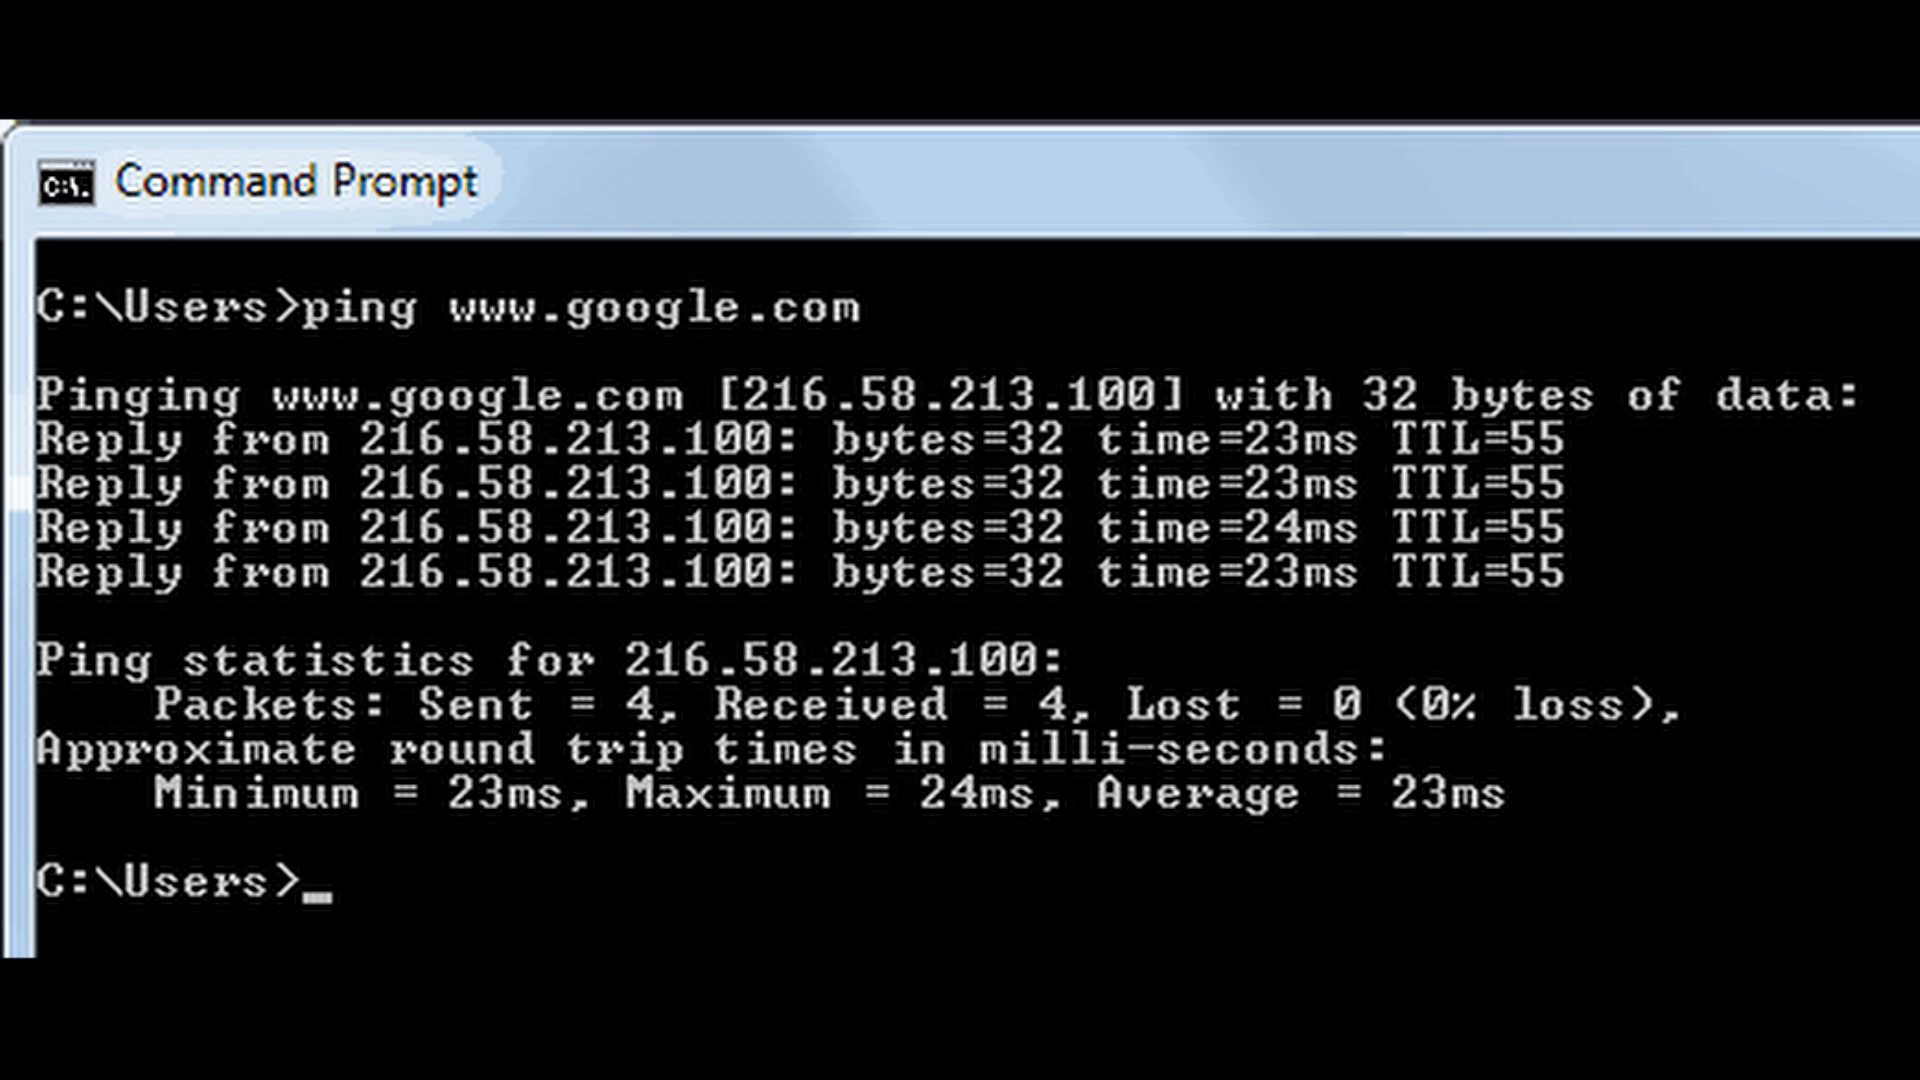 C:\. Command Prompt
C:\Users>ping www.google.com
Pinging www.google.com [216.58.213.100] with 32 bytes of data:
Reply from 216.58.213.100: bytes=32 time=23ms TTL=55
Reply from 216.58.213.100: bytes=32 time=23ms TTL=55
Reply from 216.58.213.100: bytes=32 time=24ms TTL=55
Reply from 216.58.213.100: bytes=32 time=23ms TTL=55
Ping statistics for 216.58.213.100:
    Packets: Sent = 4, Received = 4, Lost = 0 (0% loss),
Approximate round trip times in milli-seconds:
    Minimum = 23ms, Maximum = 24ms, Average = 23ms
C:\Users>_